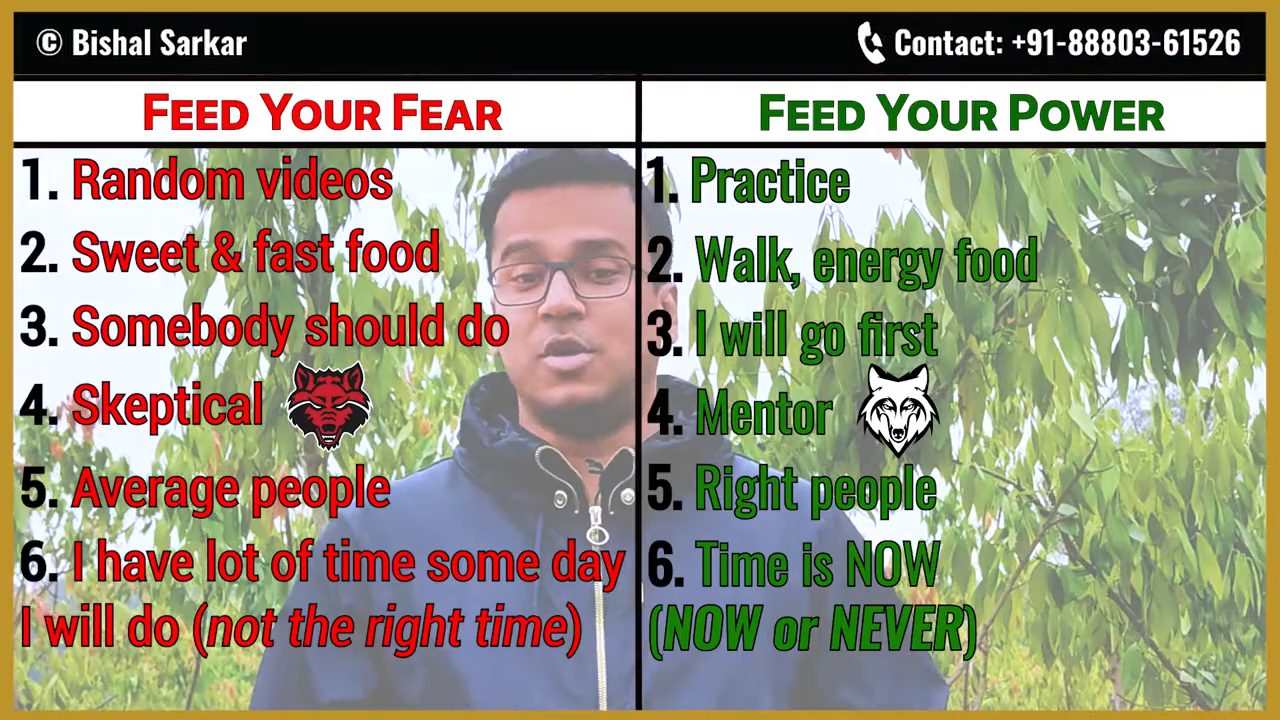 © Bishal Sarkar
Contact: +91-88803-61526
FEED YOUR FEAR
1. Random videos
2. Sweet & fast food
3. Somebody should do
4. Skeptical
5. Average people
6. I have lot of time some day
I will do (not the right time)
FEED YOUR POWER
1. Practice
2. Walk, energy food
3. I will go first
4. Mentor
5. Right people
6. Time is NOW
(NOW or NEVER)